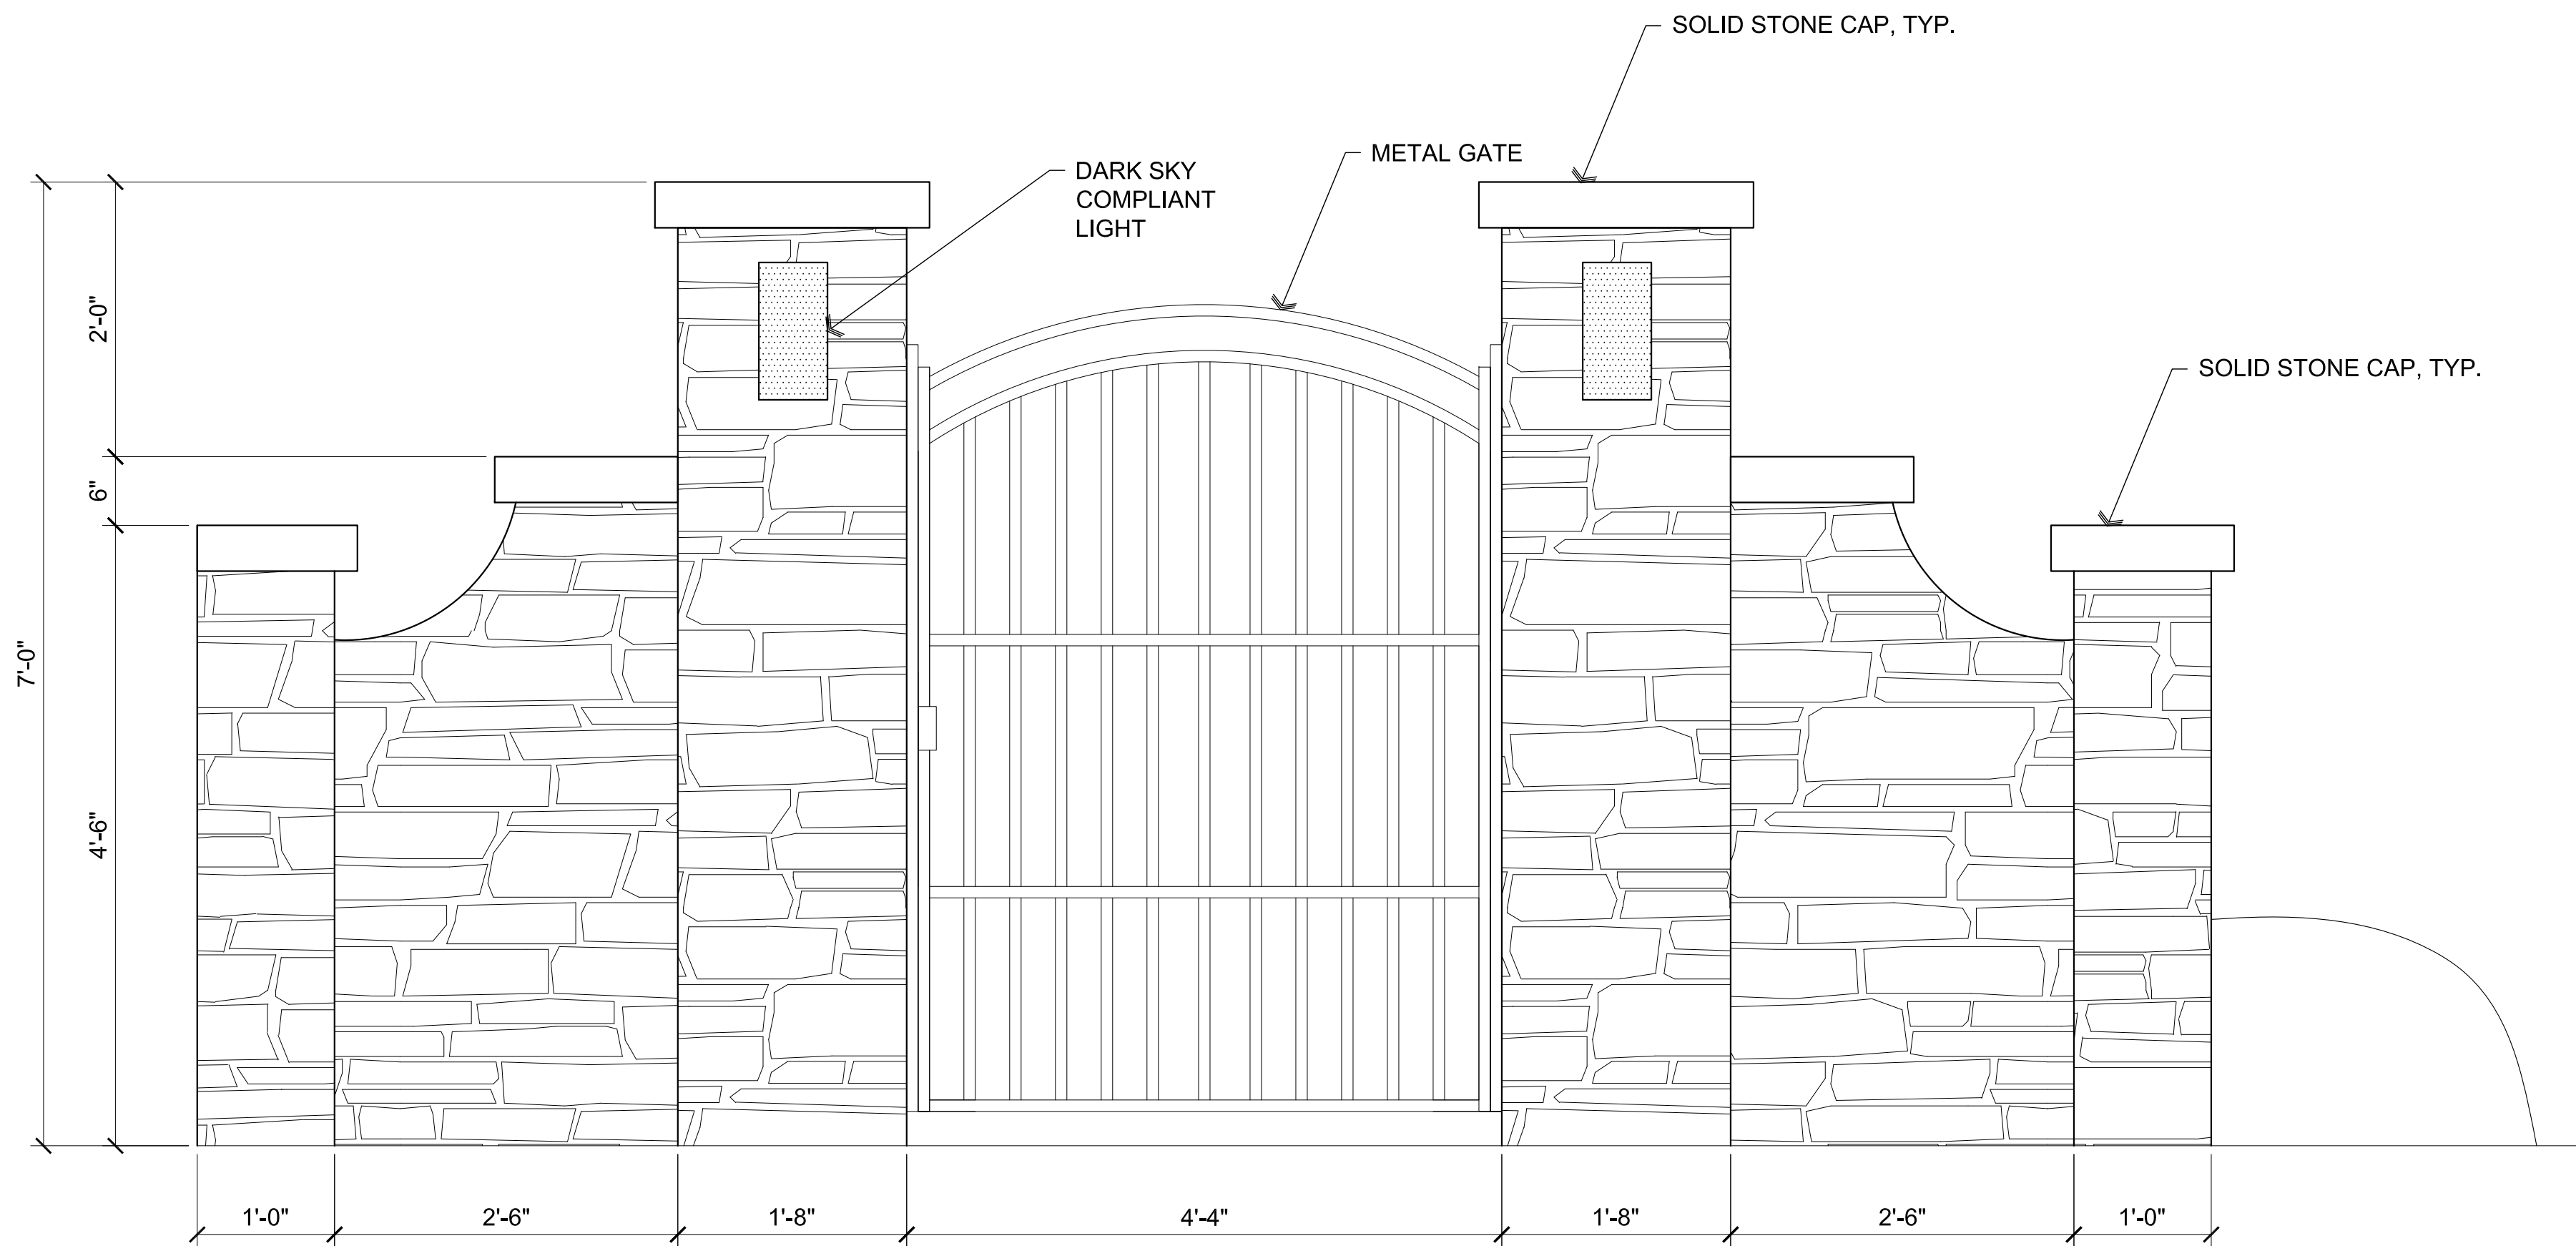 SOLID STONE CAP, TYP.
METAL GATE
DARK SKY
COMPLIANT
LIGHT
SOLID STONE CAP, TYP.
2'-0"
6"
7'-0"
4'-6"
1'-0"
2'-6"
1'-8"
4'-4"
1'-8"
2'-6"
1'-0"